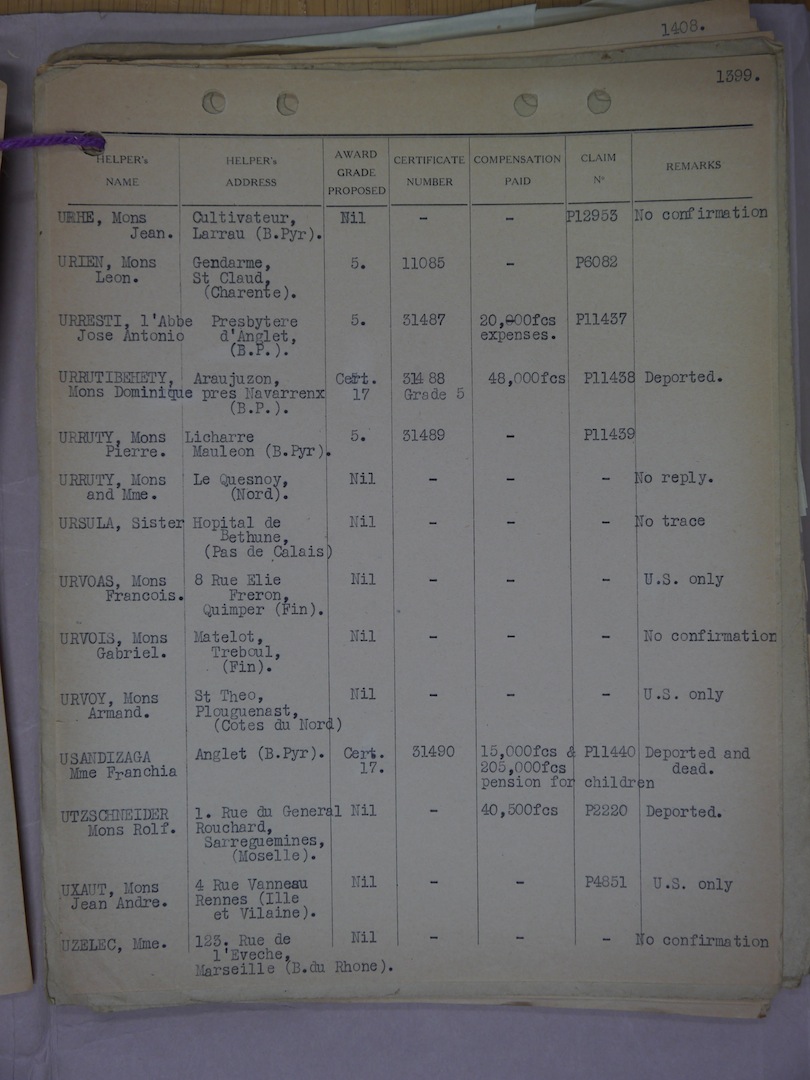 1408.
1399.
HELPER's NAME | HELPER's ADDRESS | AWARD GRADE PROPOSED | CERTIFICATE NUMBER | COMPENSATION PAID | CLAIM Nº | REMARKS
URHE, Mons Cultivateur, Nil - - P12953 No confirmation
Jean. Larrau (B.Pyr).
URIEN, Mons Gendarme, 5. 11085 - P6082
Leon. St Claud,
(Charente).
URRESTI, l'Abbe Presbytere 5. 31487 20,000fcs P11437
Jose Antonio d'Anglet, expenses.
(B.P.).
URRUTIBEHETY, Araujuzon, Cert. 31488 48,000fcs P11438 Deported.
Mons Dominique pres Navarrenx 17 Grade 5
(B.P.).
URRUTY, Mons Licharre 5. 31489 - P11439
Pierre. Mauleon (B.Pyr).
URRUTY, Mons Le Quesnoy, Nil - - - No reply.
and Mme. (Nord).
URSULA, Sister Hopital de Nil - - - No trace
Bethune,
(Pas de Calais)
URVOAS, Mons 8 Rue Elie Nil - - - U.S. only
Francois. Freron,
Quimper (Fin).
URVOIS, Mons Matelot, Nil - - - No confirmation
Gabriel. Treboul,
(Fin).
URVOY, Mons St Theo, Nil - - - U.S. only
Armand. Plouguenast,
(Cotes du Nord)
USANDIZAGA Anglet (B.Pyr). Cert. 31490 15,000fcs & P11440 Deported and
Mme Franchia 17. 205,000fcs dead.
pension for children
UTZSCHNEIDER 1. Rue du General Nil - 40,500fcs P2220 Deported.
Mons Rolf. Rouchard,
Sarreguemines,
(Moselle).
UXAUT, Mons 4 Rue Vanneau Nil - - P4851 U.S. only
Jean Andre. Rennes (Ille
et Vilaine).
UZELEC, Mme. 123. Rue de Nil - - - No confirmation
l'Eveche,
Marseille (B.du Rhone).